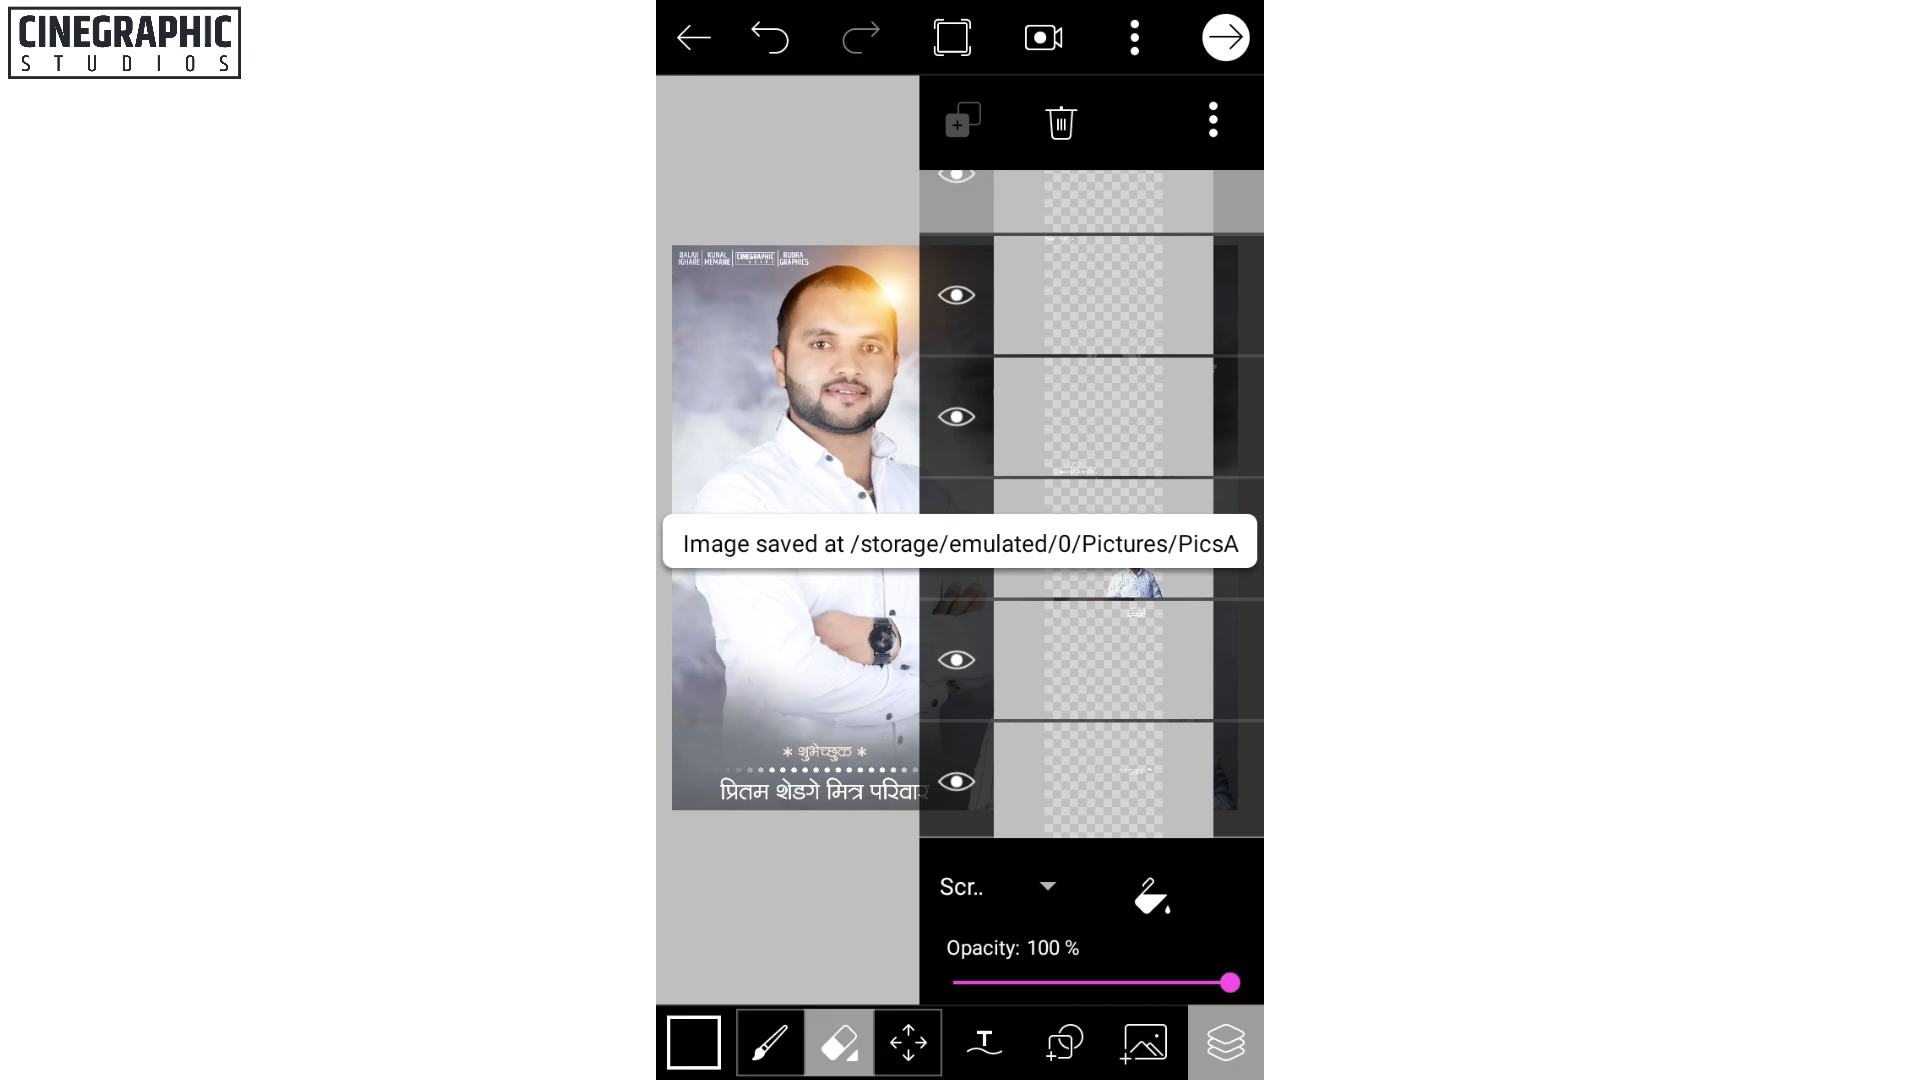 CINEGRAPHIC
STUDIOS
BALAJI KUNAL CINEGRAPHIC RUDRA
IGHARE HEMANE GRAPHICS
Image saved at /storage/emulated/0/Pictures/PicsA
* शुभेच्छुक *
प्रितम शेडगे मित्र परिवार
Scr..
Opacity: 100 %
T